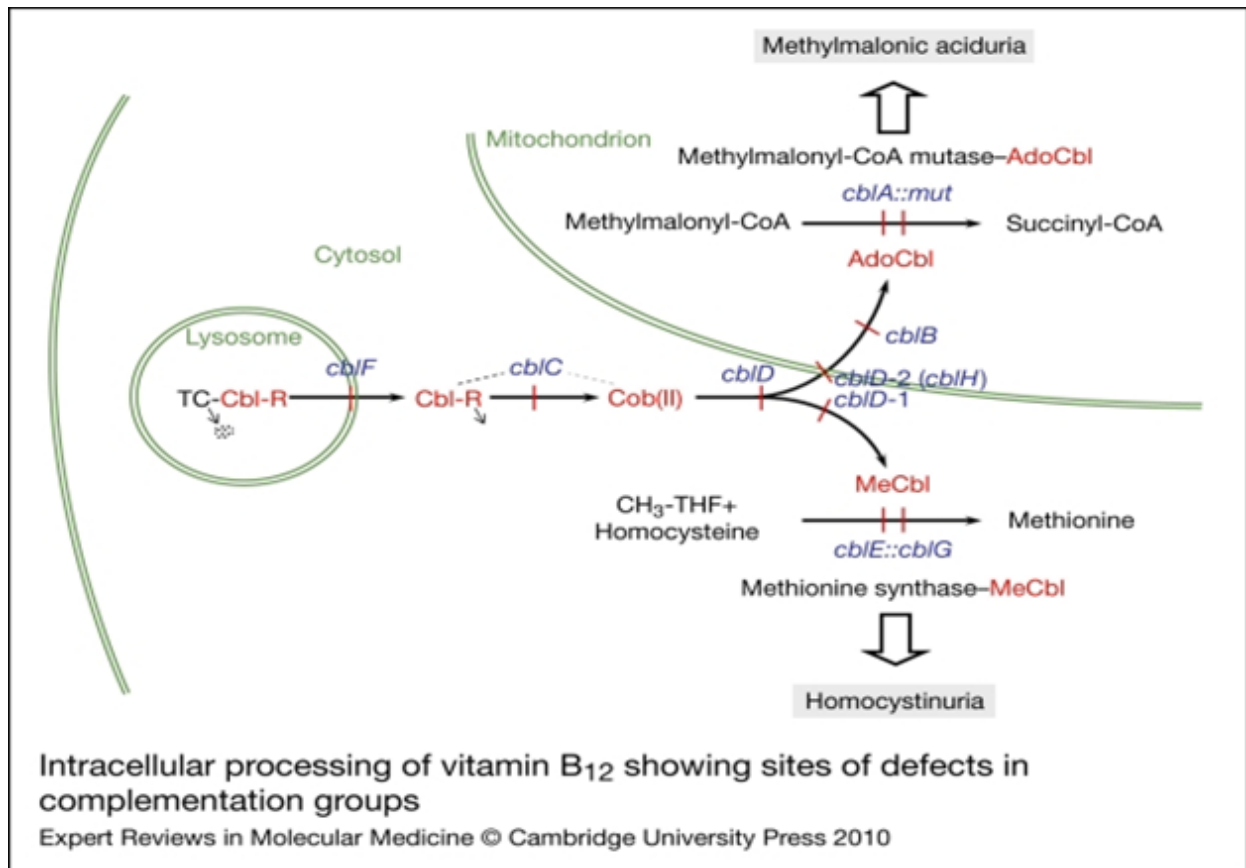 Methylmalonic aciduria
Mitochondrion
Methylmalonyl-CoA mutase–AdoCbl
cblA::mut
Methylmalonyl-CoA
Succinyl-CoA
Cytosol
AdoCbl
Lysosome
cblB
cblF
cblC
cblD
cblD-2 (cblH)
TC-Cbl-R
Cbl-R
Cob(II)
cblD-1
MeCbl
CH₃-THF+
Homocysteine
Methionine
cblE::cblG
Methionine synthase–MeCbl
Homocystinuria
Intracellular processing of vitamin B₁₂ showing sites of defects in
complementation groups
Expert Reviews in Molecular Medicine © Cambridge University Press 2010